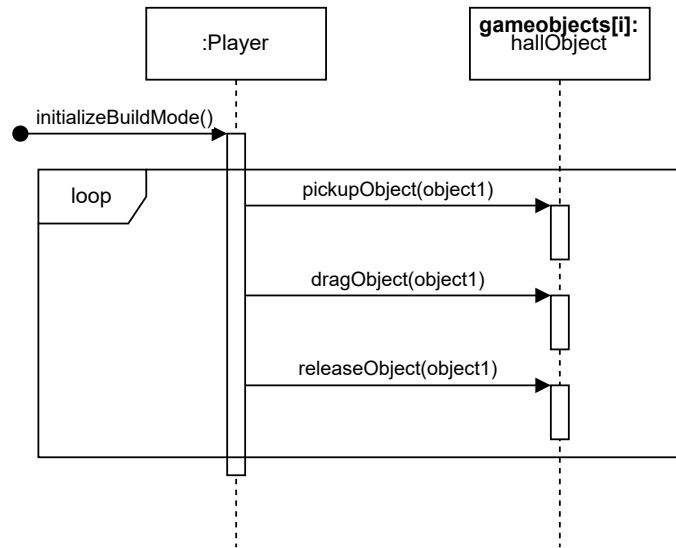 :Player
gameobjects[i]:
hallObject
initializeBuildMode()
loop
pickupObject(object1)
dragObject(object1)
releaseObject(object1)